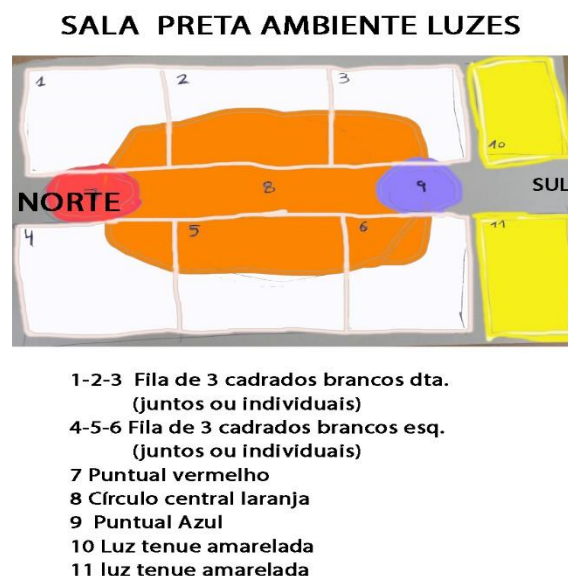 SALA PRETA AMBIENTE LUZES
1 2 3
10
7 8 9
NORTE SUL
4 5 6 11
1-2-3 Fila de 3 cadrados brancos dta.
(juntos ou individuais)
4-5-6 Fila de 3 cadrados brancos esq.
(juntos ou individuais)
7 Puntual vermelho
8 Círculo central laranja
9 Puntual Azul
10 Luz tenue amarelada
11 luz tenue amarelada